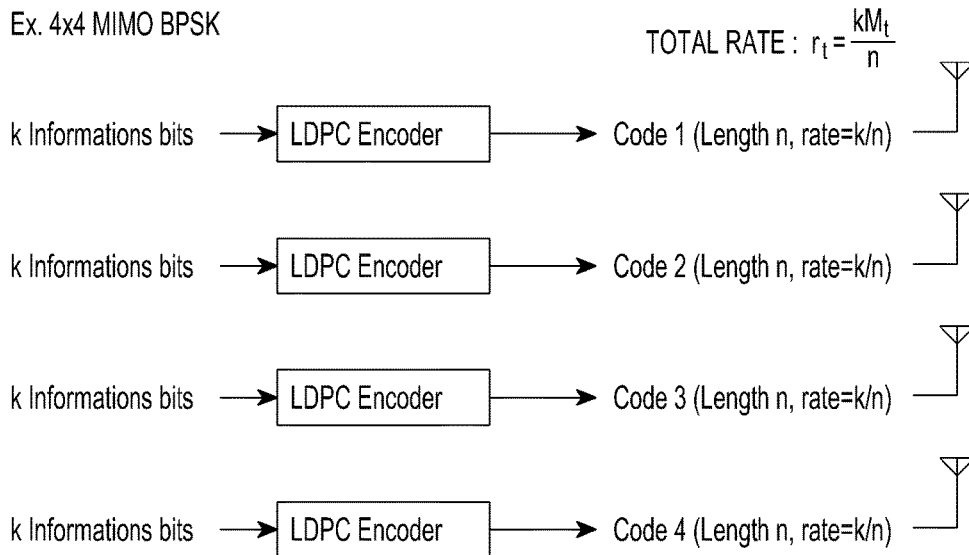 Ex. 4x4 MIMO BPSK
TOTAL RATE : r_t = kM_t / n
k Informations bits LDPC Encoder Code 1 (Length n, rate=k/n)
k Informations bits LDPC Encoder Code 2 (Length n, rate=k/n)
k Informations bits LDPC Encoder Code 3 (Length n, rate=k/n)
k Informations bits LDPC Encoder Code 4 (Length n, rate=k/n)